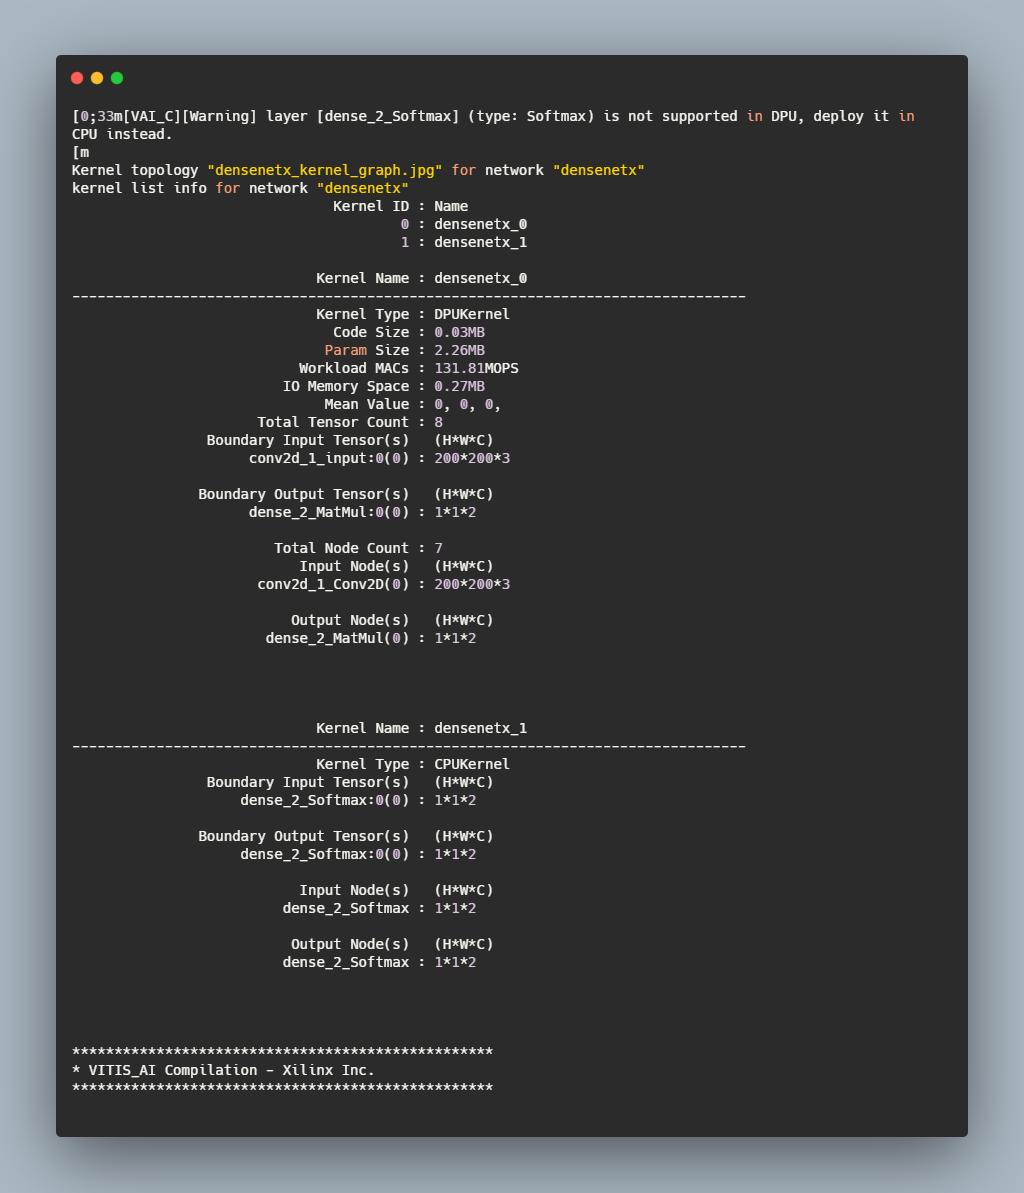 [0;33m[VAI_C][Warning] layer [dense_2_Softmax] (type: Softmax) is not supported in DPU, deploy it in
CPU instead.
[m
Kernel topology "densenetx_kernel_graph.jpg" for network "densenetx"
kernel list info for network "densenetx"
Kernel ID : Name
0 : densenetx_0
1 : densenetx_1
Kernel Name : densenetx_0
--------------------------------------------------------------------------------
Kernel Type : DPUKernel
Code Size : 0.03MB
Param Size : 2.26MB
Workload MACs : 131.81MOPS
IO Memory Space : 0.27MB
Mean Value : 0, 0, 0,
Total Tensor Count : 8
Boundary Input Tensor(s) (H*W*C)
conv2d_1_input:0(0) : 200*200*3
Boundary Output Tensor(s) (H*W*C)
dense_2_MatMul:0(0) : 1*1*2
Total Node Count : 7
Input Node(s) (H*W*C)
conv2d_1_Conv2D(0) : 200*200*3
Output Node(s) (H*W*C)
dense_2_MatMul(0) : 1*1*2
Kernel Name : densenetx_1
--------------------------------------------------------------------------------
Kernel Type : CPUKernel
Boundary Input Tensor(s) (H*W*C)
dense_2_Softmax:0(0) : 1*1*2
Boundary Output Tensor(s) (H*W*C)
dense_2_Softmax:0(0) : 1*1*2
Input Node(s) (H*W*C)
dense_2_Softmax : 1*1*2
Output Node(s) (H*W*C)
dense_2_Softmax : 1*1*2
**************************************************
* VITIS_AI Compilation - Xilinx Inc.
**************************************************